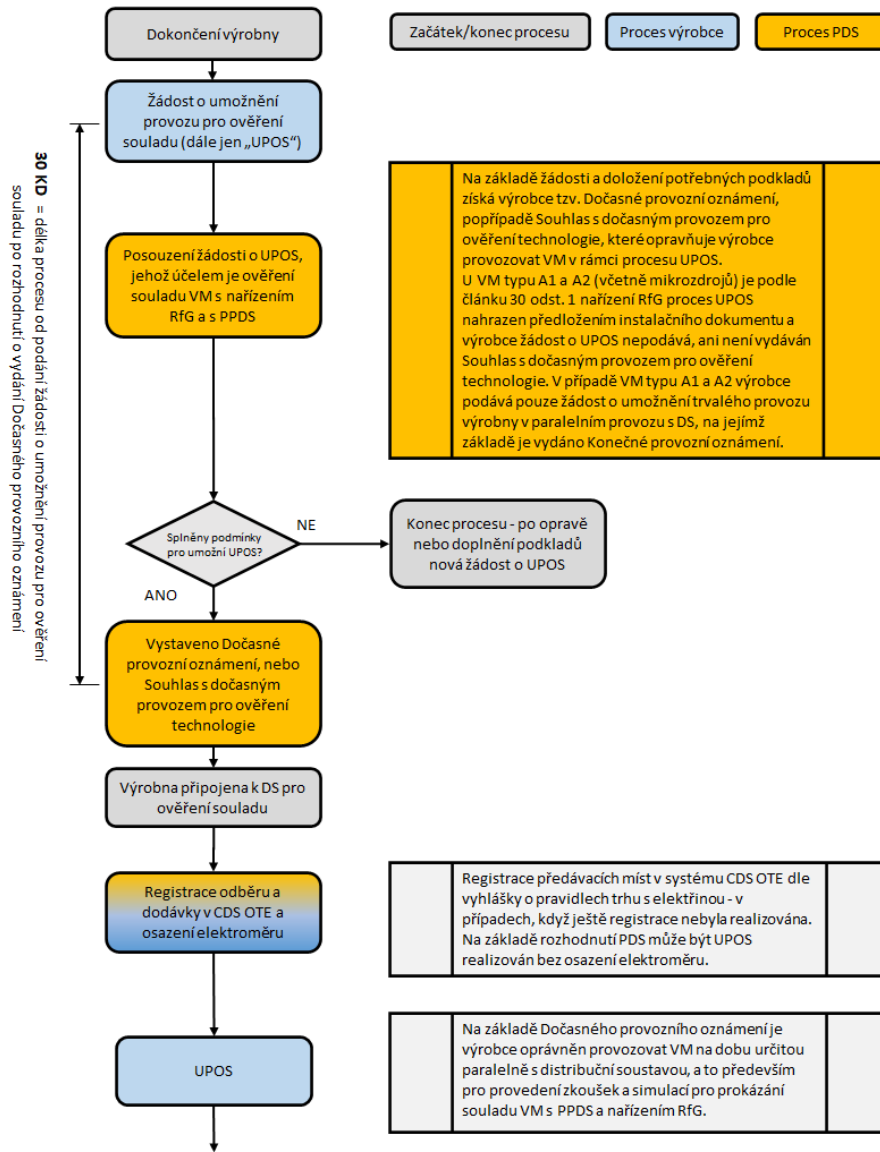 Dokončení výrobny
Začátek/konec procesu
Proces výrobce
Proces PDS
Žádost o umožnění
provozu pro ověření
souladu (dále jen „UPOS“)
30 KD = délka procesu od podání žádosti o umožnění provozu pro ověření
souladu po rozhodnutí o vydání Dočasného provozního oznámení
Posouzení žádosti o UPOS,
jehož účelem je ověření
souladu VM s nařízením
RfG a s PPDS
Na základě žádosti a doložení potřebných podkladů
získá výrobce tzv. Dočasné provozní oznámení,
popřípadě Souhlas s dočasným provozem pro
ověření technologie, které opravňuje výrobce
provozovat VM v rámci procesu UPOS.
U VM typu A1 a A2 (včetně mikrozdrojů) je podle
článku 30 odst. 1 nařízení RfG proces UPOS
nahrazen předložením instalačního dokumentu a
výrobce žádost o UPOS nepodává, ani není vydáván
Souhlas s dočasným provozem pro ověření
technologie. V případě VM typu A1 a A2 výrobce
podává pouze žádost o umožnění trvalého provozu
výrobny v paralelním provozu s DS, na jejímž
základě je vydáno Konečné provozní oznámení.
Splněny podmínky
pro umožní UPOS?
NE
Konec procesu - po opravě
nebo doplnění podkladů
nová žádost o UPOS
ANO
Vystaveno Dočasné
provozní oznámení, nebo
Souhlas s dočasným
provozem pro ověření
technologie
Výrobna připojena k DS pro
ověření souladu
Registrace odběru a
dodávky v CDS OTE a
osazení elektroměru
Registrace předávacích míst v systému CDS OTE dle
vyhlášky o pravidlech trhu s elektřinou - v
případech, když ještě registrace nebyla realizována.
Na základě rozhodnutí PDS může být UPOS
realizován bez osazení elektroměru.
UPOS
Na základě Dočasného provozního oznámení je
výrobce oprávněn provozovat VM na dobu určitou
paralelně s distribuční soustavou, a to především
pro provedení zkoušek a simulací pro prokázání
souladu VM s PPDS a nařízením RfG.